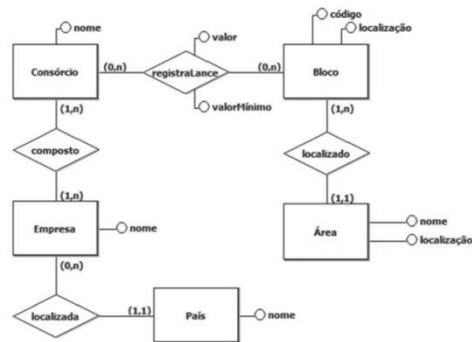 código
nome
valor
localização
Consórcio
(0,n)
registraLance
(0,n)
Bloco
valorMínimo
(1,n)
(1,n)
composto
localizado
(1,n)
(1,1)
Empresa
nome
Área
nome
localização
(0,n)
localizada
(1,1)
País
nome